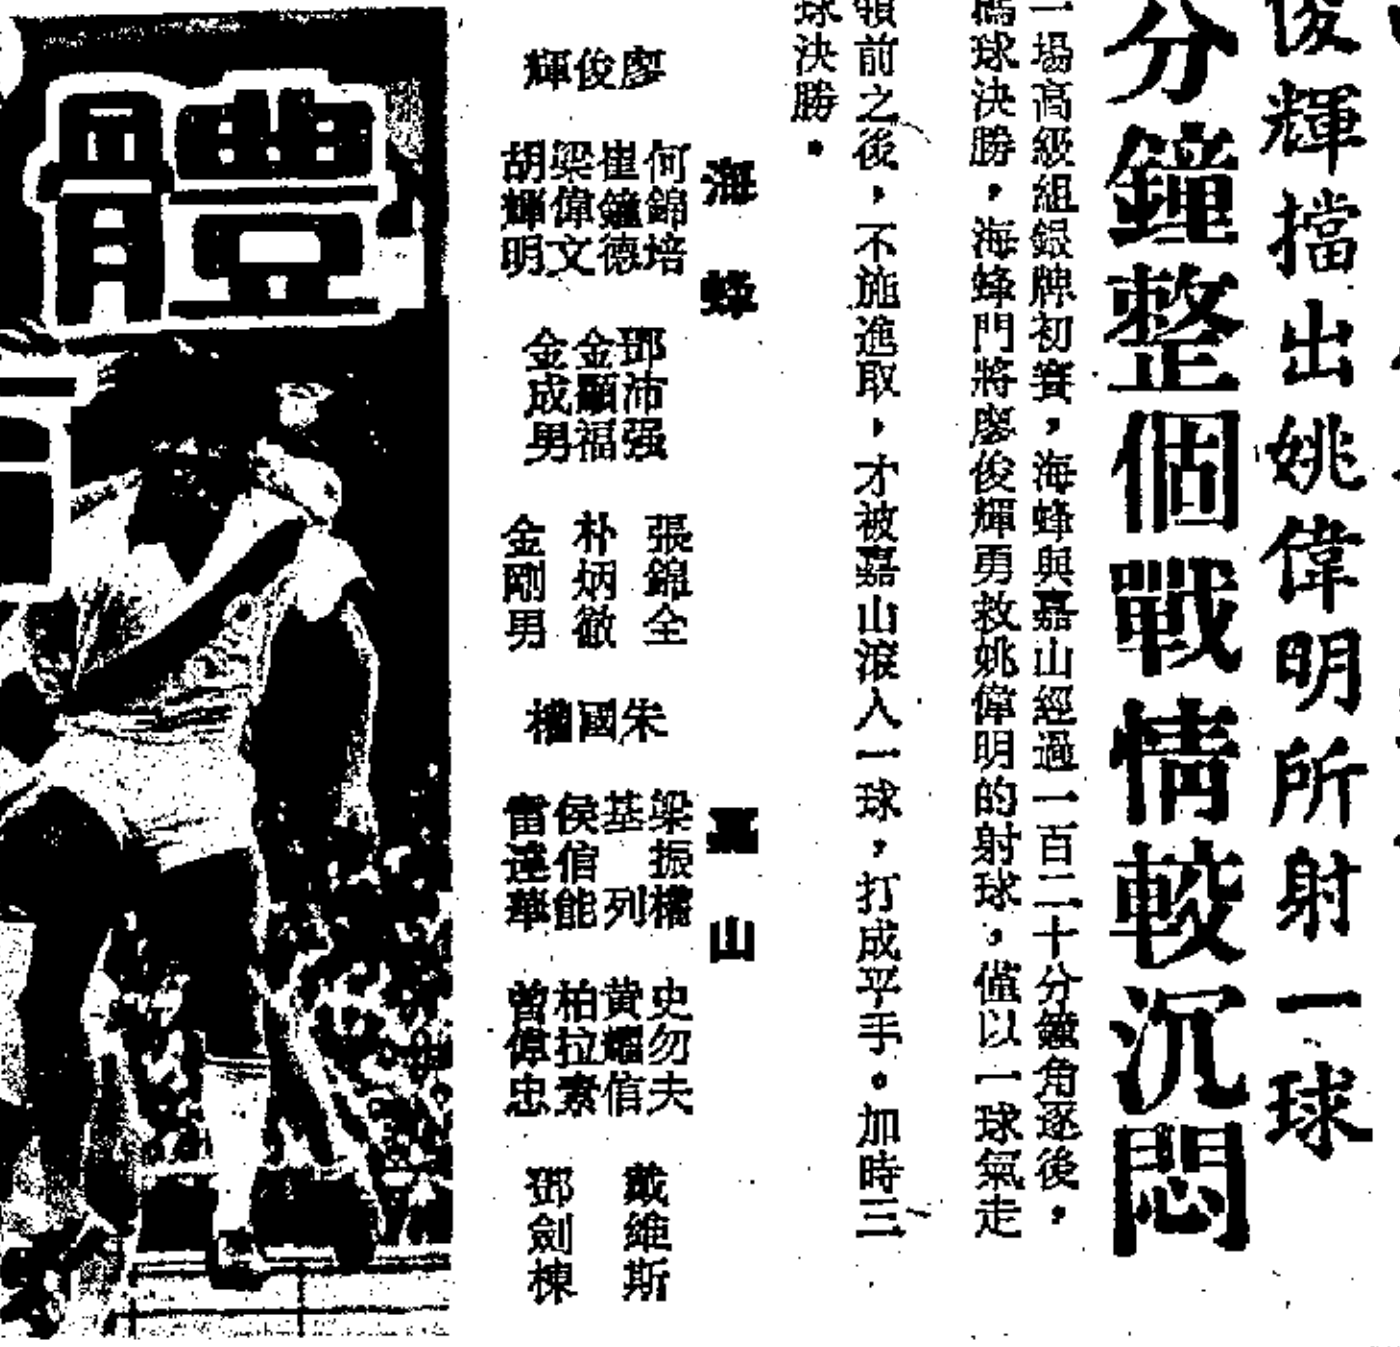 俊輝擋出姚偉明所射一球
分鐘整個戰情較沉悶
一場高級組銀牌初賽，海蜂與嘉山經過一百二十分鐘角逐後，
球決勝，海蜂門將廖俊輝勇救姚偉明的射球，僅以一球氣走
領前之後，不施進取，才被嘉山滾入一球，打成平手。加時三
球決勝。
海蜂
廖俊輝
何錦培
崔鐘德
梁偉文
胡輝明
鄧沛强
金顯福
金成男
張錦全
朴炳徹
金剛男
嘉山
朱國權
梁振權
基列
侯信能
雷達華
史勿夫
黃耀信
柏拉素
曾偉忠
戴維斯
鄧劍棟
體